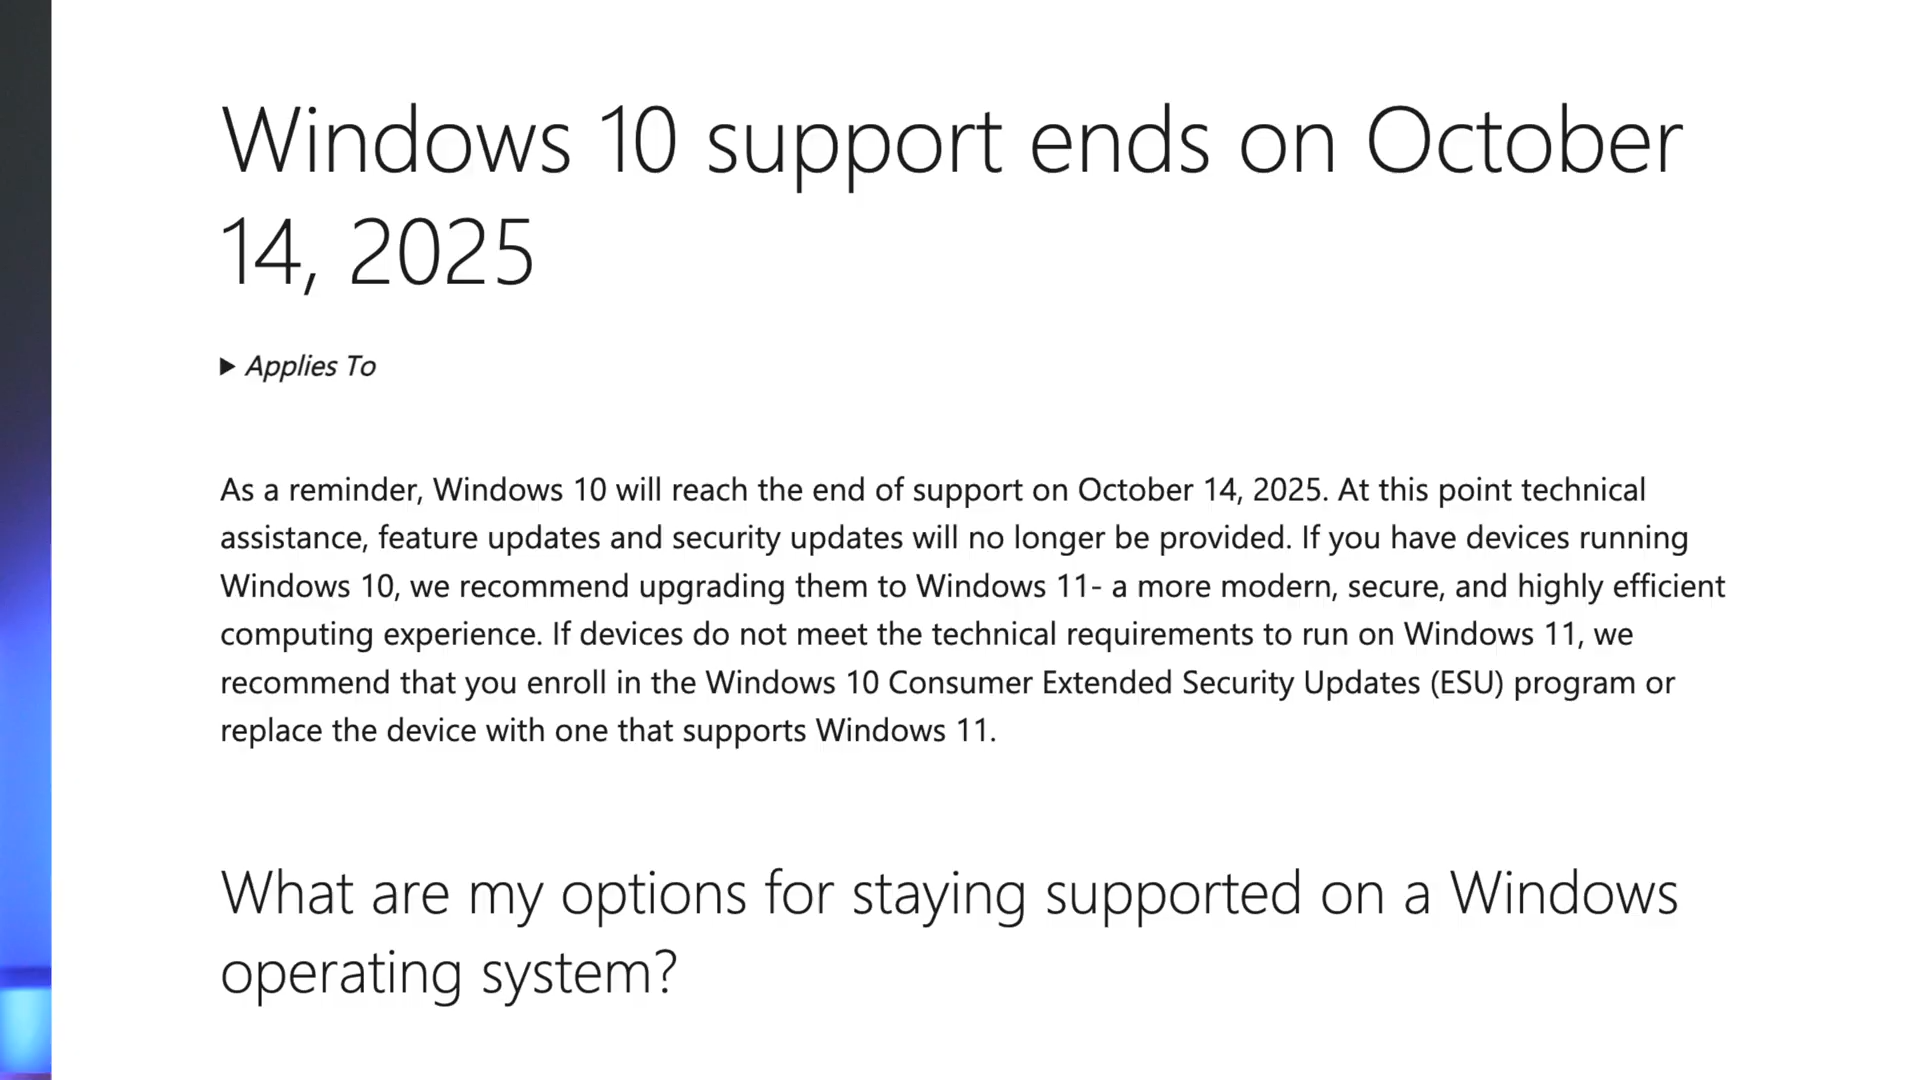 Windows 10 support ends on October
14, 2025
▶ Applies To
As a reminder, Windows 10 will reach the end of support on October 14, 2025. At this point technical
assistance, feature updates and security updates will no longer be provided. If you have devices running
Windows 10, we recommend upgrading them to Windows 11- a more modern, secure, and highly efficient
computing experience. If devices do not meet the technical requirements to run on Windows 11, we
recommend that you enroll in the Windows 10 Consumer Extended Security Updates (ESU) program or
replace the device with one that supports Windows 11.
What are my options for staying supported on a Windows
operating system?